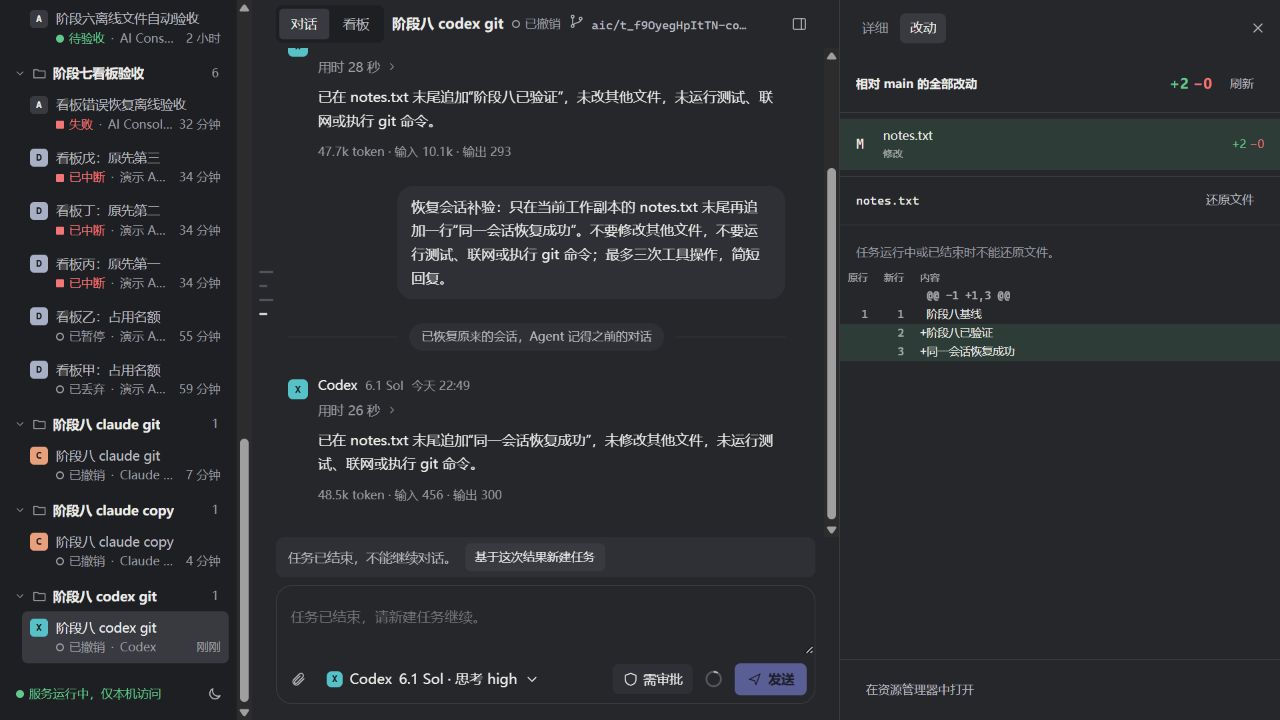 A 阶段六离线文件自动验收
待验收 · AI Cons... 2 小时
阶段七看板验收 6
A 看板错误恢复离线验收
失败 · AI Consol... 32 分钟
D 看板戊：原先第三
已中断 · 演示 A... 34 分钟
D 看板丁：原先第二
已中断 · 演示 A... 34 分钟
D 看板丙：原先第一
已中断 · 演示 A... 34 分钟
D 看板乙：占用名额
已暂停 · 演示 A... 55 分钟
D 看板甲：占用名额
已丢弃 · 演示 A... 59 分钟
阶段八 claude git 1
C 阶段八 claude git
已撤销 · Claude ... 7 分钟
阶段八 claude copy 1
C 阶段八 claude copy
已撤销 · Claude ... 4 分钟
阶段八 codex git 1
X 阶段八 codex git
已撤销 · Codex 刚刚
服务运行中，仅本机访问
对话 看板 阶段八 codex git 已撤销 aic/t_f9OyegHpItTN-co…
用时 28 秒
已在 notes.txt 末尾追加“阶段八已验证”，未改其他文件，未运行测试、联
网或执行 git 命令。
47.7k token · 输入 10.1k · 输出 293
恢复会话补验：只在当前工作副本的 notes.txt 末尾再追
加一行“同一会话恢复成功”。不要修改其他文件，不要运
行测试、联网或执行 git 命令；最多三次工具操作，简短
回复。
已恢复原来的会话，Agent 记得之前的对话
X Codex 6.1 Sol 今天 22:49
用时 26 秒
已在 notes.txt 末尾追加“同一会话恢复成功”，未修改其他文件，未运行测
试、联网或执行 git 命令。
48.5k token · 输入 456 · 输出 300
任务已结束，不能继续对话。 基于这次结果新建任务
任务已结束，请新建任务继续。
X Codex 6.1 Sol · 思考 high 需审批 发送
详细 改动
相对 main 的全部改动 +2 −0 刷新
M notes.txt +2 −0
修改
notes.txt 还原文件
任务运行中或已结束时不能还原文件。
原行 新行 内容
@@ -1 +1,3 @@
1 1 阶段八基线
2 +阶段八已验证
3 +同一会话恢复成功
在资源管理器中打开